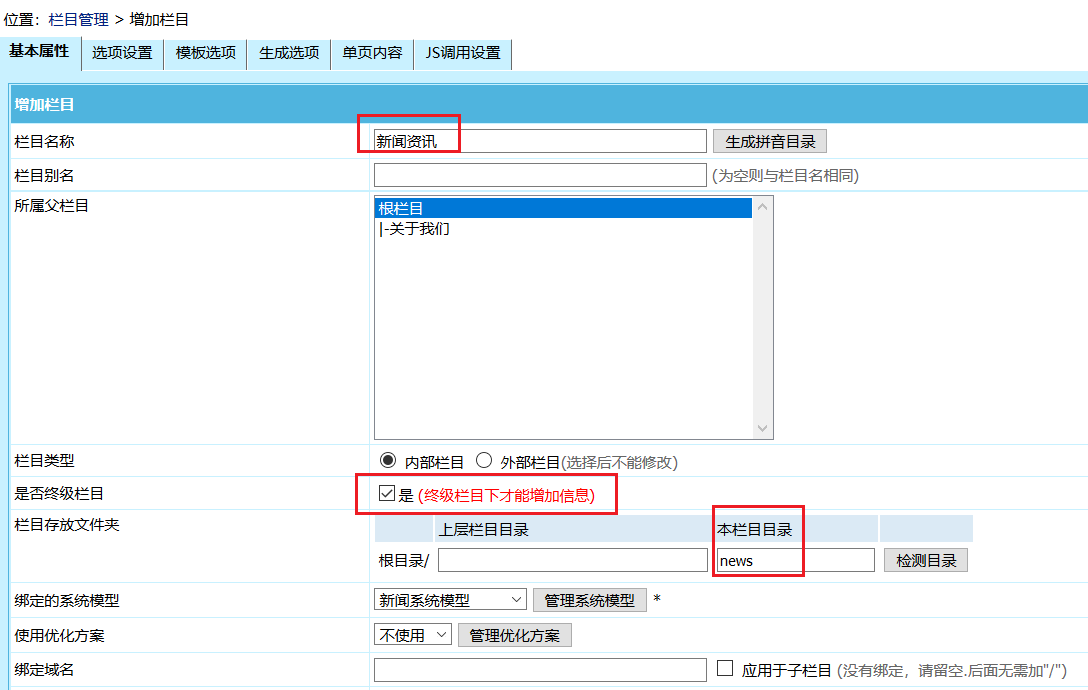 位置：栏目管理 > 增加栏目
基本属性 选项设置 模板选项 生成选项 单页内容 JS调用设置
增加栏目
栏目名称 新闻资讯 生成拼音目录
栏目别名 (为空则与栏目名相同)
所属父栏目 根栏目
|-关于我们
栏目类型 内部栏目 外部栏目(选择后不能修改)
是否终级栏目 是 (终级栏目下才能增加信息)
栏目存放文件夹 上层栏目目录 本栏目目录
根目录/ news 检测目录
绑定的系统模型 新闻系统模型 管理系统模型 *
使用优化方案 不使用 管理优化方案
绑定域名 应用于子栏目 (没有绑定，请留空.后面无需加"/")